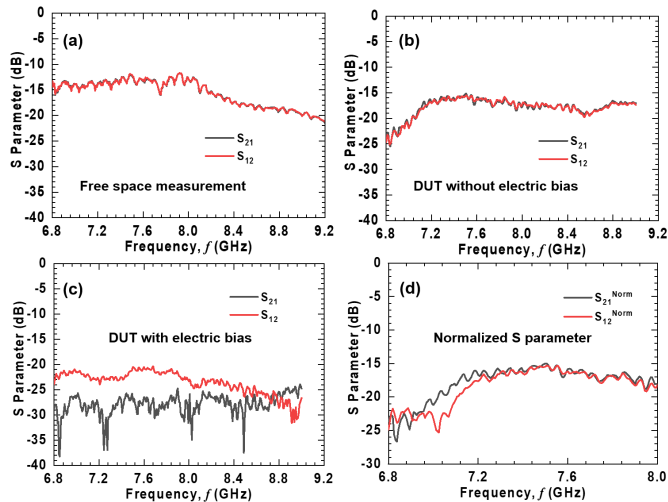 0
-5
-10
-15
-20
-25
-30
-35
-40
S Parameter (dB)
(a)
S21
S12
Free space measurement
6.8 7.2 7.6 8.0 8.4 8.8 9.2
Frequency, f (GHz)
0
-5
-10
-15
-20
-25
-30
-35
-40
S Parameter (dB)
(b)
S21
S12
DUT without electric bias
6.8 7.2 7.6 8.0 8.4 8.8 9.2
Frequency, f (GHz)
0
-5
-10
-15
-20
-25
-30
-35
-40
S Parameter (dB)
(c)
S21
S12
DUT with electric bias
6.8 7.2 7.6 8.0 8.4 8.8 9.2
Frequency, f (GHz)
0
-5
-10
-15
-20
-25
-30
S Parameter (dB)
(d)
S21Norm
S12Norm
Normalized S parameter
6.8 7.2 7.6 8.0
Frequency, f (GHz)